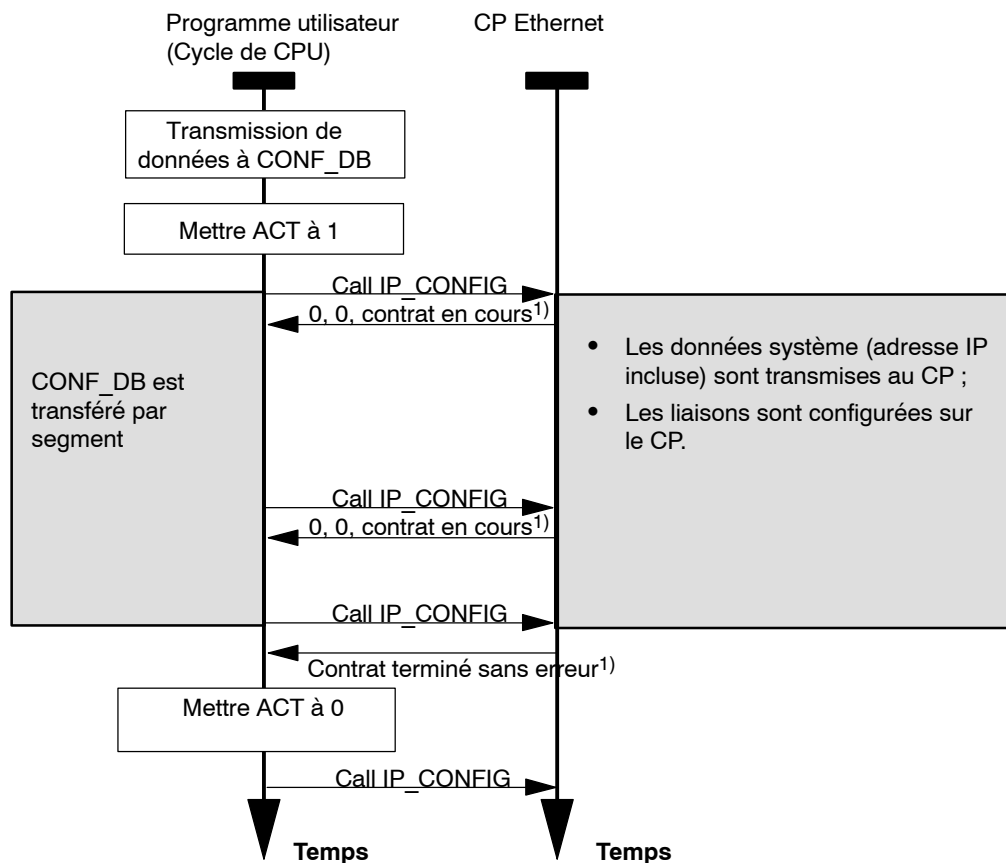 Programme utilisateur
(Cycle de CPU)
CP Ethernet
Transmission de
données à CONF_DB
Mettre ACT à 1
Call IP_CONFIG
0, 0, contrat en cours1)
CONF_DB est
transféré par
segment
• Les données système (adresse IP
incluse) sont transmises au CP ;
• Les liaisons sont configurées sur
le CP.
Call IP_CONFIG
0, 0, contrat en cours1)
Call IP_CONFIG
Contrat terminé sans erreur1)
Mettre ACT à 0
Call IP_CONFIG
Temps
Temps